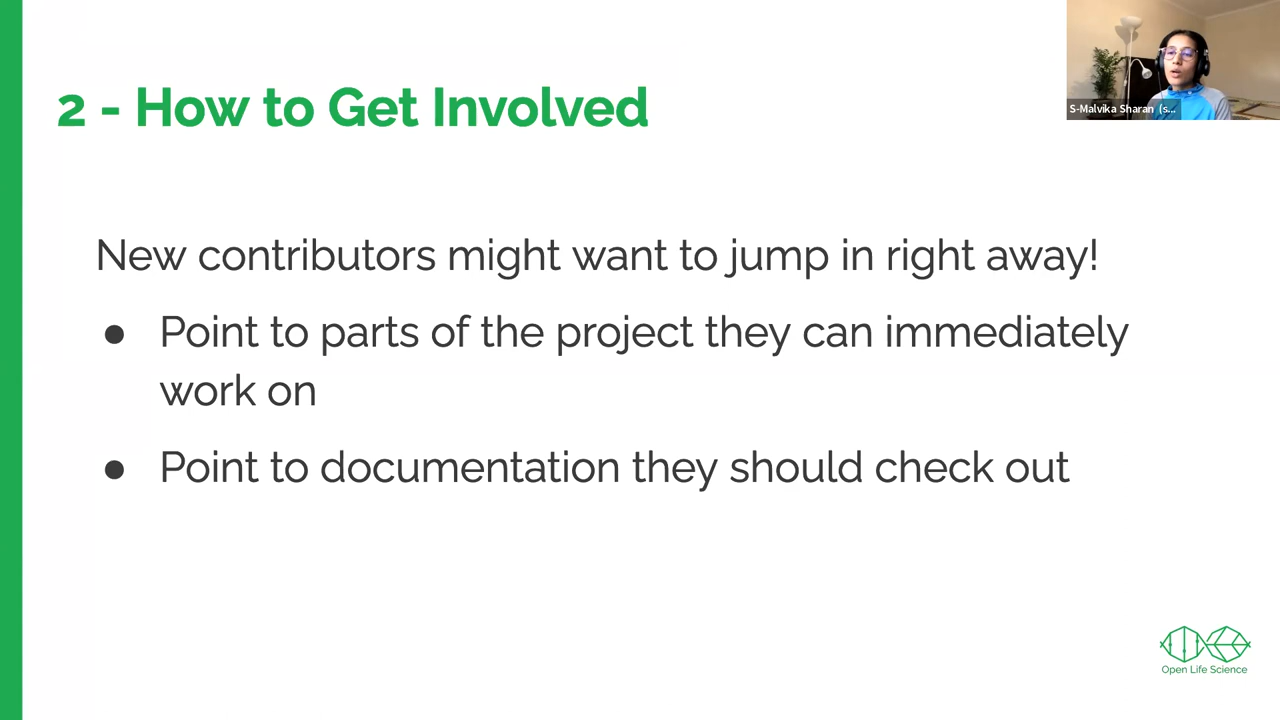 2 - How to Get Involved
S-Malvika Sharan (s...
New contributors might want to jump in right away!
● Point to parts of the project they can immediately
work on
● Point to documentation they should check out
Open Life Science